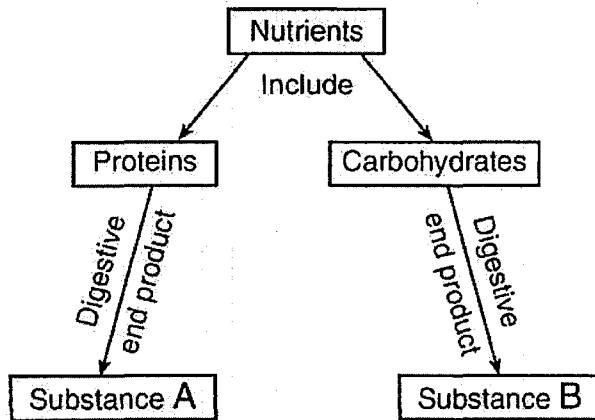 Nutrients
Include
Proteins
Carbohydrates
Digestive
end product
end product
Digestive
Substance A
Substance B